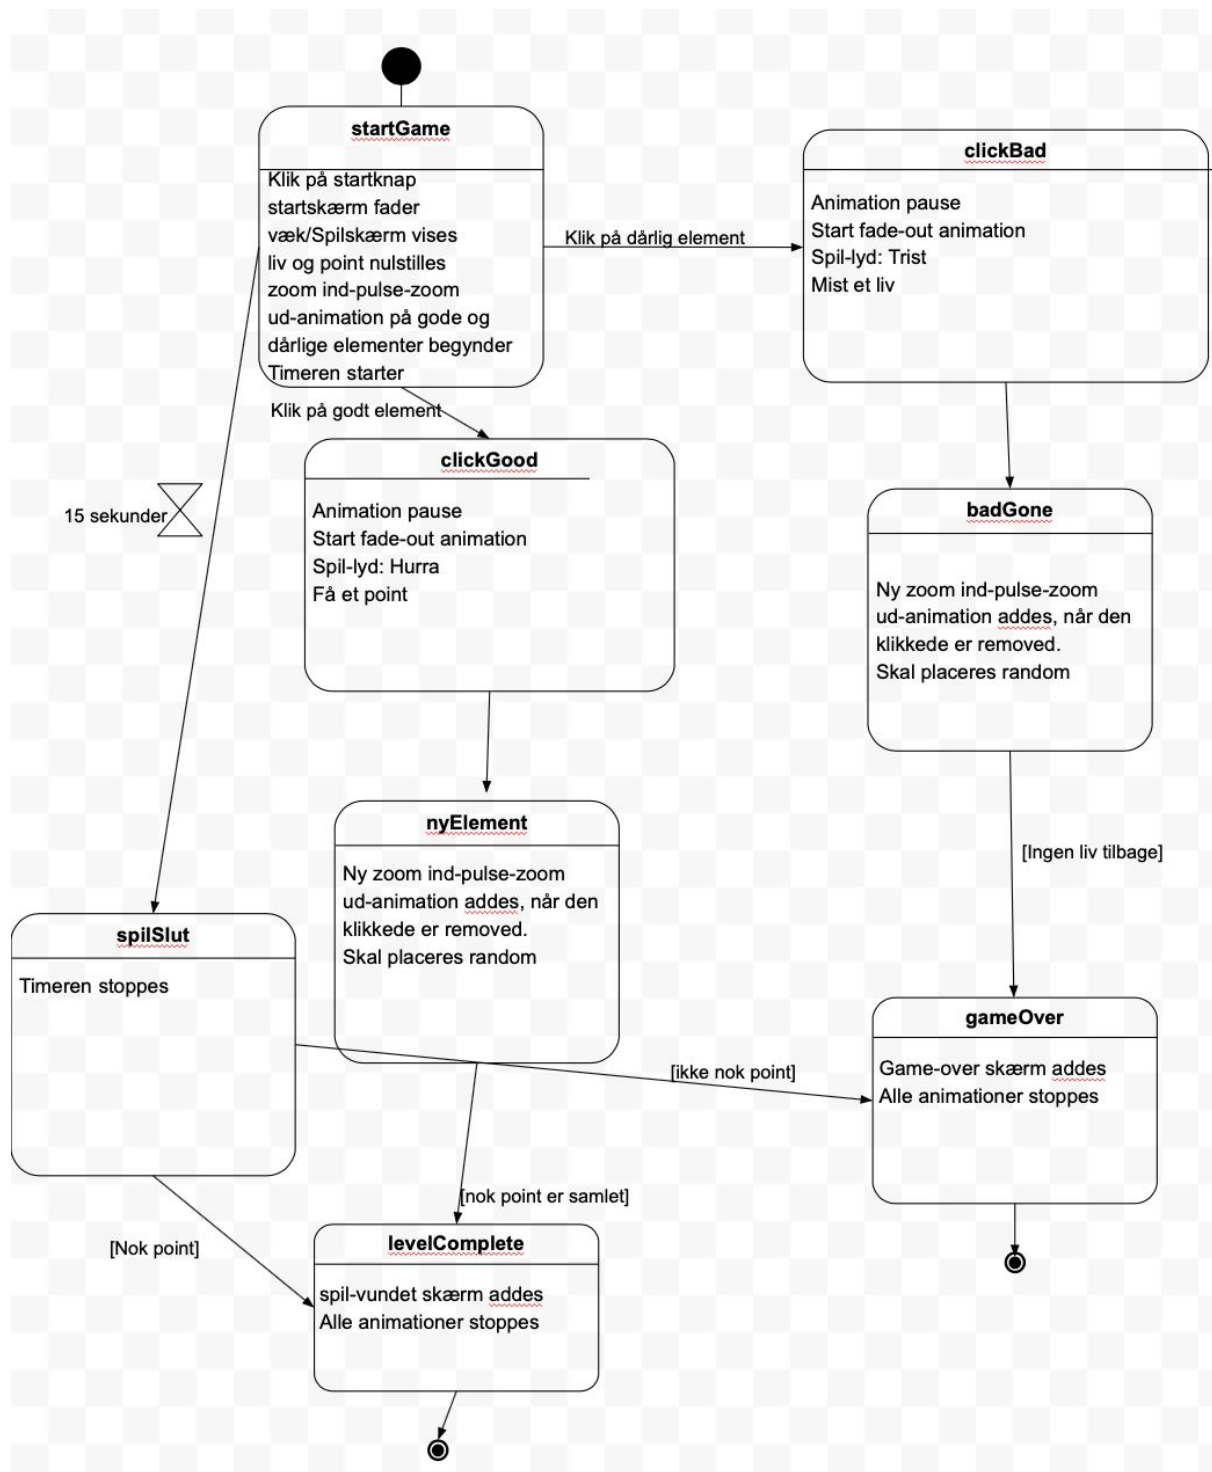 startGame
Klik på startknap
startskærm fader
væk/Spilskærm vises
liv og point nulstilles
zoom ind-pulse-zoom
ud-animation på gode og
dårlige elementer begynder
Timeren starter
clickBad
Animation pause
Start fade-out animation
Spil-lyd: Trist
Mist et liv
Klik på dårlig element
Klik på godt element
clickGood
Animation pause
Start fade-out animation
Spil-lyd: Hurra
Få et point
15 sekunder
badGone
Ny zoom ind-pulse-zoom
ud-animation addes, når den
klikkede er removed.
Skal placeres random
nyElement
Ny zoom ind-pulse-zoom
ud-animation addes, når den
klikkede er removed.
Skal placeres random
[Ingen liv tilbage]
spilSlut
Timeren stoppes
gameOver
Game-over skærm addes
Alle animationer stoppes
[ikke nok point]
[nok point er samlet]
[Nok point]
levelComplete
spil-vundet skærm addes
Alle animationer stoppes